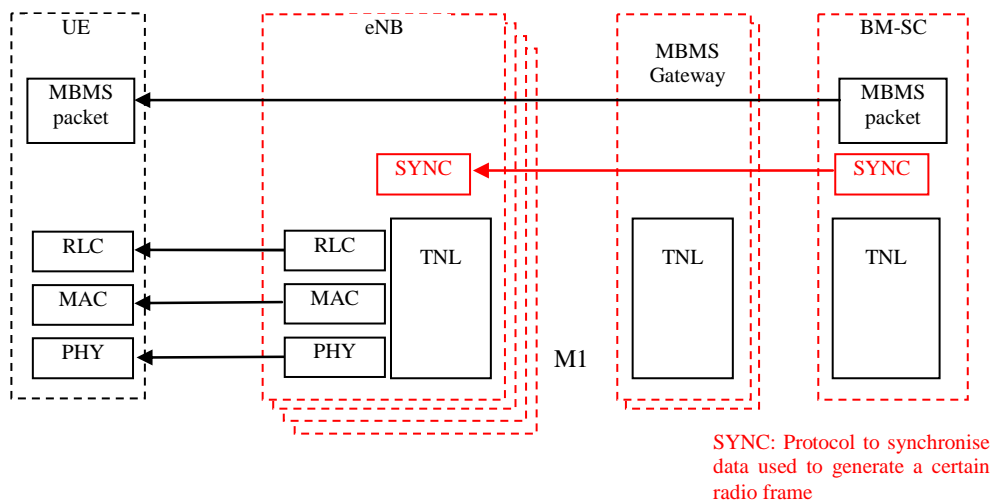 UE
eNB
MBMS
Gateway
BM-SC
MBMS
packet
MBMS
packet
SYNC
SYNC
RLC
RLC
TNL
TNL
TNL
MAC
MAC
PHY
PHY
M1
SYNC: Protocol to synchronise
data used to generate a certain
radio frame